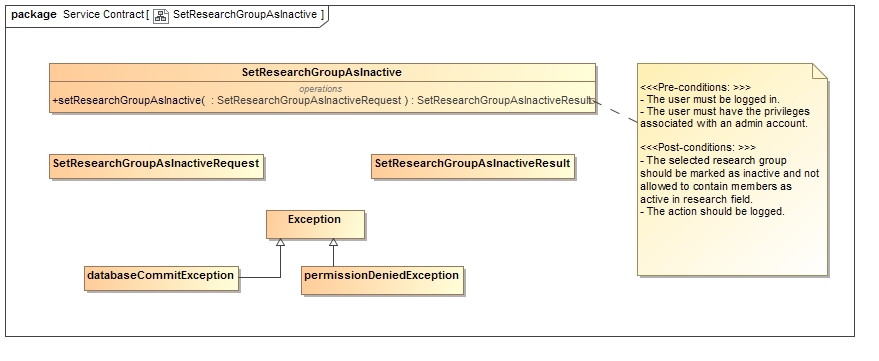 package Service Contract [ SetResearchGroupAsInactive ]
SetResearchGroupAsInactive
operations
+setResearchGroupAsInactive( : SetResearchGroupAsInactiveRequest ) : SetResearchGroupAsInactiveResult
<<<Pre-conditions: >>>
- The user must be logged in.
- The user must have the privileges
associated with an admin account.
<<<Post-conditions: >>>
- The selected research group
should be marked as inactive and not
allowed to contain members as
active in research field.
- The action should be logged.
SetResearchGroupAsInactiveRequest
SetResearchGroupAsInactiveResult
Exception
databaseCommitException
permissionDeniedException